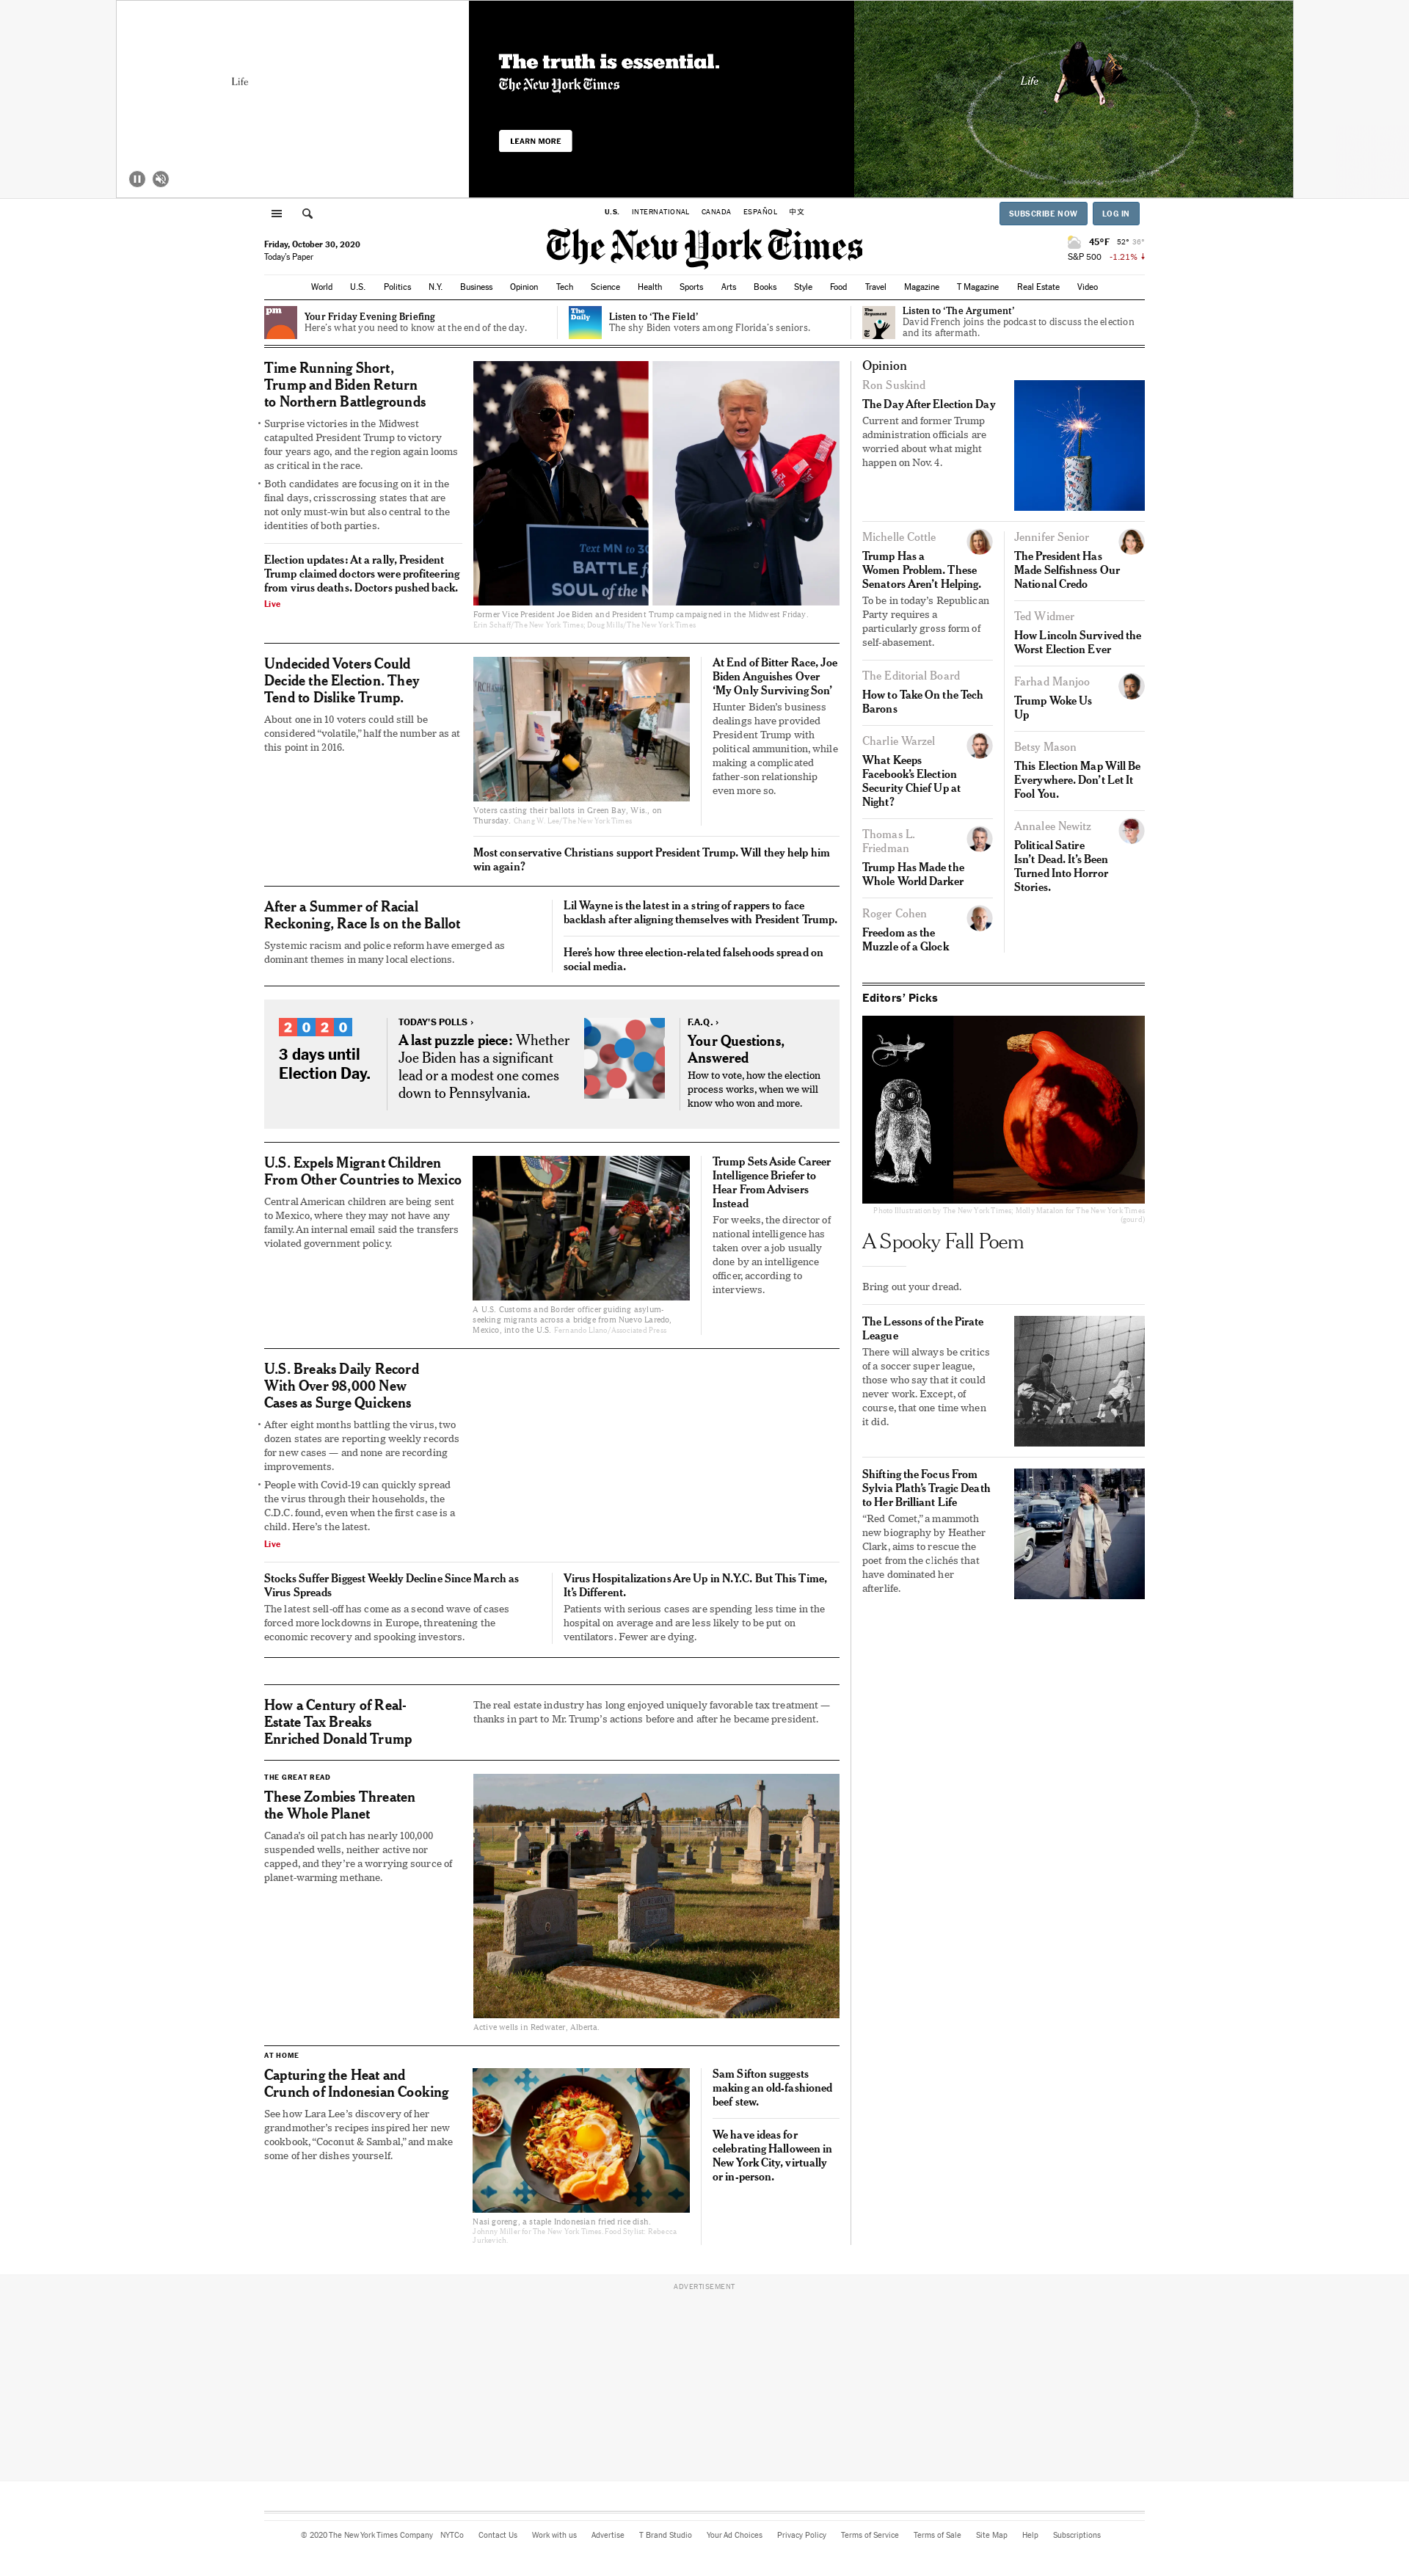 Life
The truth is essential.
The New York Times
LEARN MORE
Life
U.S. INTERNATIONAL CANADA ESPAÑOL 中文
SUBSCRIBE NOW LOG IN
Friday, October 30, 2020
Today's Paper
The New York Times
45°F 52° 36°
S&P 500 -1.21%
World U.S. Politics N.Y. Business Opinion Tech Science Health Sports Arts Books Style Food Travel Magazine T Magazine Real Estate Video
pm
Your Friday Evening Briefing
Here's what you need to know at the end of the day.
The
Daily
Listen to ‘The Field’
The shy Biden voters among Florida's seniors.
The
Argument
Listen to ‘The Argument’
David French joins the podcast to discuss the election
and its aftermath.
Time Running Short,
Trump and Biden Return
to Northern Battlegrounds
Surprise victories in the Midwest
catapulted President Trump to victory
four years ago, and the region again looms
as critical in the race.
Both candidates are focusing on it in the
final days, crisscrossing states that are
not only must-win but also central to the
identities of both parties.
Election updates: At a rally, President
Trump claimed doctors were profiteering
from virus deaths. Doctors pushed back.
Live
Text MN to 30
BATTLE F
SOUL of the N
Former Vice President Joe Biden and President Trump campaigned in the Midwest Friday.
Erin Schaff/The New York Times; Doug Mills/The New York Times
Undecided Voters Could
Decide the Election. They
Tend to Dislike Trump.
About one in 10 voters could still be
considered “volatile,” half the number as at
this point in 2016.
Voters casting their ballots in Green Bay, Wis., on
Thursday. Chang W. Lee/The New York Times
At End of Bitter Race, Joe
Biden Anguishes Over
‘My Only Surviving Son’
Hunter Biden's business
dealings have provided
President Trump with
political ammunition, while
making a complicated
father-son relationship
even more so.
Most conservative Christians support President Trump. Will they help him
win again?
After a Summer of Racial
Reckoning, Race Is on the Ballot
Systemic racism and police reform have emerged as
dominant themes in many local elections.
Lil Wayne is the latest in a string of rappers to face
backlash after aligning themselves with President Trump.
Here’s how three election-related falsehoods spread on
social media.
2020
3 days until
Election Day.
TODAY'S POLLS ›
A last puzzle piece: Whether
Joe Biden has a significant
lead or a modest one comes
down to Pennsylvania.
F.A.Q. ›
Your Questions,
Answered
How to vote, how the election
process works, when we will
know who won and more.
U.S. Expels Migrant Children
From Other Countries to Mexico
Central American children are being sent
to Mexico, where they may not have any
family. An internal email said the transfers
violated government policy.
A U.S. Customs and Border officer guiding asylum-
seeking migrants across a bridge from Nuevo Laredo,
Mexico, into the U.S. Fernando Llano/Associated Press
Trump Sets Aside Career
Intelligence Briefer to
Hear From Advisers
Instead
For weeks, the director of
national intelligence has
taken over a job usually
done by an intelligence
officer, according to
interviews.
U.S. Breaks Daily Record
With Over 98,000 New
Cases as Surge Quickens
After eight months battling the virus, two
dozen states are reporting weekly records
for new cases — and none are recording
improvements.
People with Covid-19 can quickly spread
the virus through their households, the
C.D.C. found, even when the first case is a
child. Here's the latest.
Live
Stocks Suffer Biggest Weekly Decline Since March as
Virus Spreads
The latest sell-off has come as a second wave of cases
forced more lockdowns in Europe, threatening the
economic recovery and spooking investors.
Virus Hospitalizations Are Up in N.Y.C. But This Time,
It’s Different.
Patients with serious cases are spending less time in the
hospital on average and are less likely to be put on
ventilators. Fewer are dying.
How a Century of Real-
Estate Tax Breaks
Enriched Donald Trump
The real estate industry has long enjoyed uniquely favorable tax treatment —
thanks in part to Mr. Trump's actions before and after he became president.
THE GREAT READ
These Zombies Threaten
the Whole Planet
Canada's oil patch has nearly 100,000
suspended wells, neither active nor
capped, and they're a worrying source of
planet-warming methane.
Active wells in Redwater, Alberta.
AT HOME
Capturing the Heat and
Crunch of Indonesian Cooking
See how Lara Lee's discovery of her
grandmother's recipes inspired her new
cookbook, “Coconut & Sambal,” and make
some of her dishes yourself.
Nasi goreng, a staple Indonesian fried rice dish.
Johnny Miller for The New York Times. Food Stylist: Rebecca
Jurkevich
Sam Sifton suggests
making an old-fashioned
beef stew.
We have ideas for
celebrating Halloween in
New York City, virtually
or in-person.
Opinion
Ron Suskind
The Day After Election Day
Current and former Trump
administration officials are
worried about what might
happen on Nov. 4.
Michelle Cottle
Trump Has a
Women Problem. These
Senators Aren’t Helping.
To be in today's Republican
Party requires a
particularly gross form of
self-abasement.
The Editorial Board
How to Take On the Tech
Barons
Charlie Warzel
What Keeps
Facebook’s Election
Security Chief Up at
Night?
Thomas L.
Friedman
Trump Has Made the
Whole World Darker
Roger Cohen
Freedom as the
Muzzle of a Glock
Jennifer Senior
The President Has
Made Selfishness Our
National Credo
Ted Widmer
How Lincoln Survived the
Worst Election Ever
Farhad Manjoo
Trump Woke Us
Up
Betsy Mason
This Election Map Will Be
Everywhere. Don’t Let It
Fool You.
Annalee Newitz
Political Satire
Isn’t Dead. It’s Been
Turned Into Horror
Stories.
Editors’ Picks
Photo Illustration by The New York Times, Molly Matalon for The New York Times
(gourd)
A Spooky Fall Poem
Bring out your dread.
The Lessons of the Pirate
League
There will always be critics
of a soccer super league,
those who say that it could
never work. Except, of
course, that one time when
it did.
Shifting the Focus From
Sylvia Plath’s Tragic Death
to Her Brilliant Life
“Red Comet,” a mammoth
new biography by Heather
Clark, aims to rescue the
poet from the clichés that
have dominated her
afterlife.
ADVERTISEMENT
© 2020 The New York Times Company NYTCo Contact Us Work with us Advertise T Brand Studio Your Ad Choices Privacy Policy Terms of Service Terms of Sale Site Map Help Subscriptions